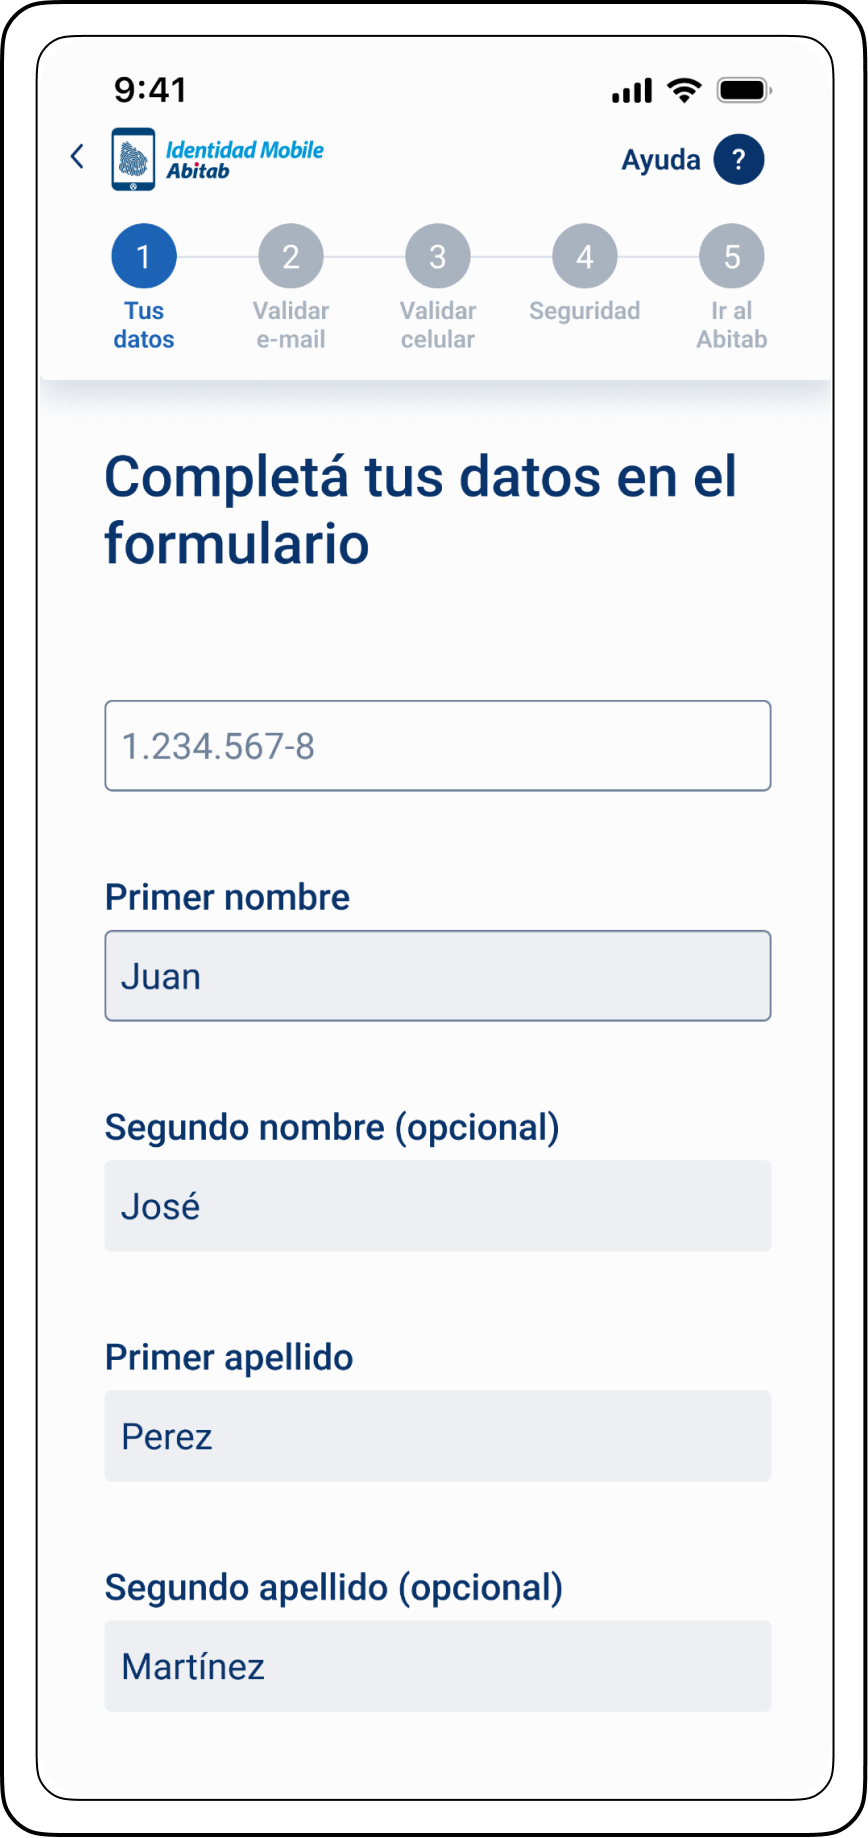 9:41
Identidad Mobile
Abitab
Ayuda ?
1 2 3 4 5
Tus datos
Validar e-mail
Validar celular
Seguridad
Ir al Abitab
Completá tus datos en el
formulario
1.234.567-8
Primer nombre
Juan
Segundo nombre (opcional)
José
Primer apellido
Perez
Segundo apellido (opcional)
Martínez